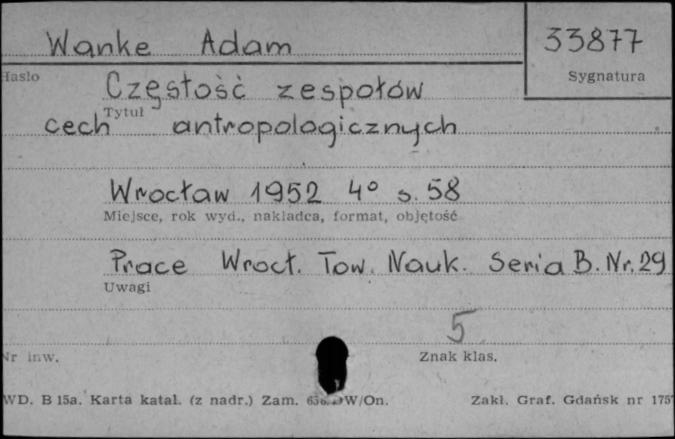 Wanke Adam 33877
Hasło Sygnatura
Częstość zespołów
Tytuł
cech antropologicznych
Wrocław 1952 4° s. 58
Miejsce, rok wyd., nakładca, format, objętość
Prace Wrocł. Tow. Nauk. Seria B. Nr. 29
Uwagi
5
Nr inw. Znak klas.
WD. B 15a. Karta katal. (z nadr.) Zam. W/On. Zakł. Graf. Gdańsk nr 175